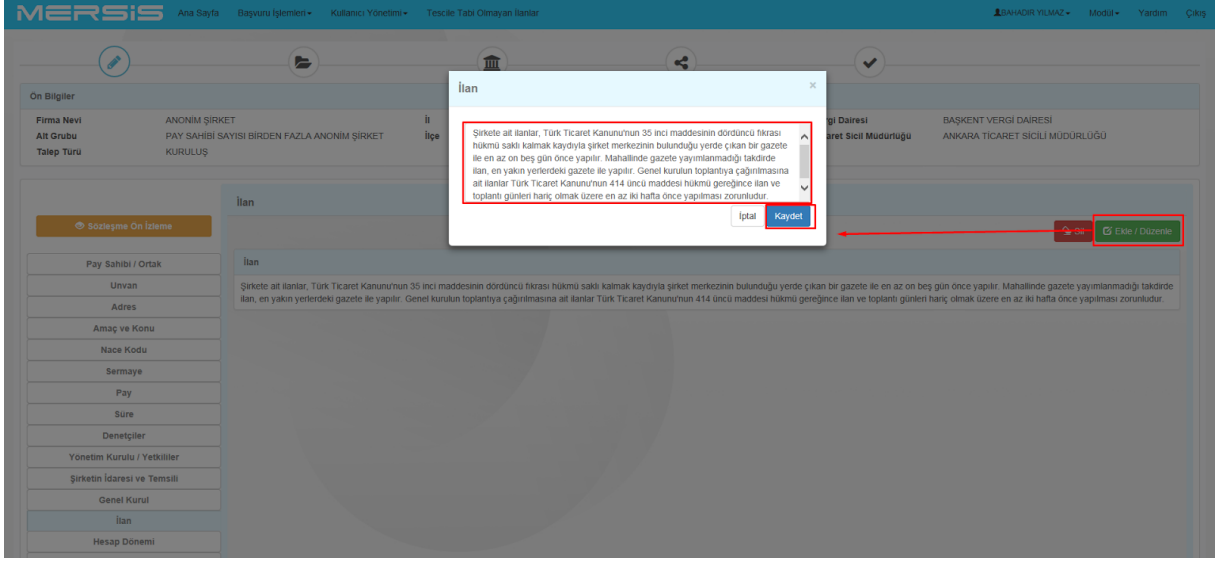 MERSiS Ana Sayfa Başvuru İşlemleri Kullanıcı Yönetimi Tescile Tabi Olmayan İlanlar BAHADIR YILMAZ Modül Yardım Çıkış
Ön Bilgiler
Firma Nevi ANONİM ŞİRKET İl rgi Dairesi BAŞKENT VERGİ DAİRESİ
Alt Grubu PAY SAHİBİ SAYISI BİRDEN FAZLA ANONİM ŞİRKET İlçe aret Sicil Müdürlüğü ANKARA TİCARET SİCİLİ MÜDÜRLÜĞÜ
Talep Türü KURULUŞ
İlan ×
Şirkete ait ilanlar, Türk Ticaret Kanunu'nun 35 inci maddesinin dördüncü fıkrası
hükmü saklı kalmak kaydıyla şirket merkezinin bulunduğu yerde çıkan bir gazete
ile en az on beş gün önce yapılır. Mahallinde gazete yayımlanmadığı takdirde
ilan, en yakın yerlerdeki gazete ile yapılır. Genel kurulun toplantıya çağırılmasına
ait ilanlar Türk Ticaret Kanunu'nun 414 üncü maddesi hükmü gereğince ilan ve
toplantı günleri hariç olmak üzere en az iki hafta önce yapılması zorunludur.
İptal Kaydet
Sözleşme Ön İzleme
Pay Sahibi / Ortak
Unvan
Adres
Amaç ve Konu
Nace Kodu
Sermaye
Pay
Süre
Denetçiler
Yönetim Kurulu / Yetkililer
Şirketin İdaresi ve Temsili
Genel Kurul
İlan
Hesap Dönemi
İlan
Sil Ekle / Düzenle
İlan
Şirkete ait ilanlar, Türk Ticaret Kanunu'nun 35 inci maddesinin dördüncü fıkrası hükmü saklı kalmak kaydıyla şirket merkezinin bulunduğu yerde çıkan bir gazete ile en az on beş gün önce yapılır. Mahallinde gazete yayımlanmadığı takdirde
ilan, en yakın yerlerdeki gazete ile yapılır. Genel kurulun toplantıya çağırılmasına ait ilanlar Türk Ticaret Kanunu'nun 414 üncü maddesi hükmü gereğince ilan ve toplantı günleri hariç olmak üzere en az iki hafta önce yapılması zorunludur.